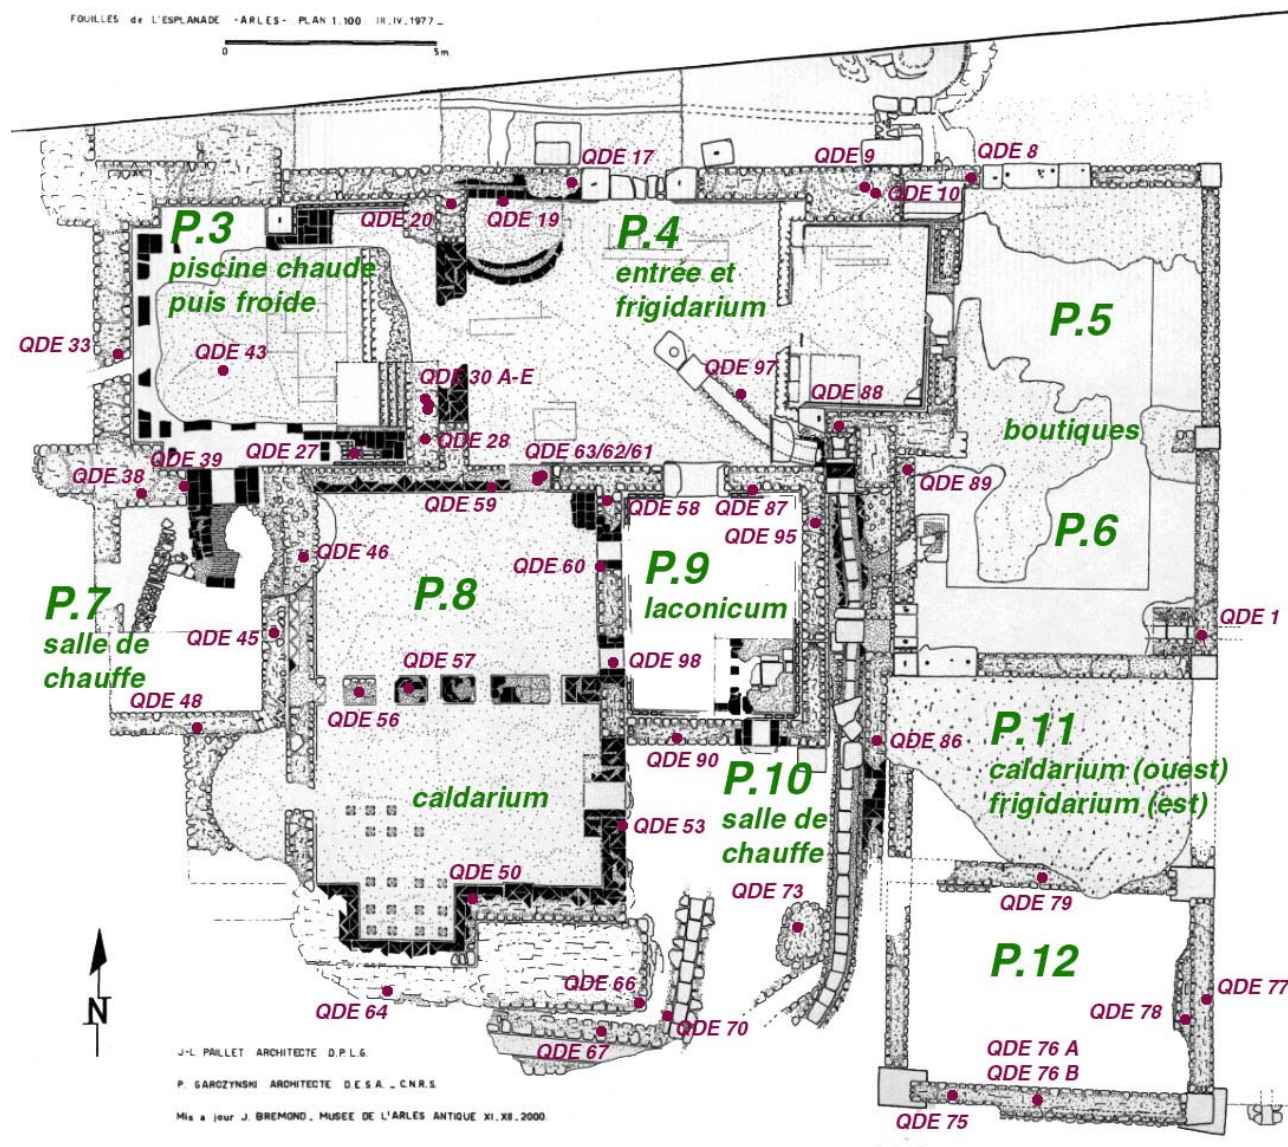 FOUILLES de L'ESPLANADE -ARLES- PLAN 1.100 III.IV.1977_
0 5m
QDE 17
QDE 9
QDE 8
QDE 10
QDE 20
QDE 19
P.3
piscine chaude
puis froide
P.4
entrée et
frigidarium
P.5
QDE 33
QDE 43
QDE 30 A-E
QDE 97
QDE 88
boutiques
QDE 27
QDE 28
QDE 63/62/61
QDE 39
QDE 38
QDE 59
QDE 58
QDE 87
QDE 89
QDE 95
P.6
QDE 46
QDE 60
P.9
laconicum
P.8
P.7
salle de
chauffe
QDE 45
QDE 1
QDE 57
QDE 98
QDE 48
QDE 56
QDE 90
QDE 86
P.11
caldarium (ouest)
frigidarium (est)
P.10
salle de
chauffe
caldarium
QDE 53
QDE 50
QDE 73
QDE 79
P.12
N
QDE 64
QDE 66
QDE 67
QDE 70
QDE 77
QDE 78
QDE 76 A
QDE 76 B
QDE 75
J-L PAILLET ARCHITECTE D.P.L.G.
P. GARCZYNSKI ARCHITECTE D.E.S.A. _ C.N.R.S.
Mis a jour J. BREMOND_ MUSEE DE L'ARLES ANTIQUE XI.XII.2000.